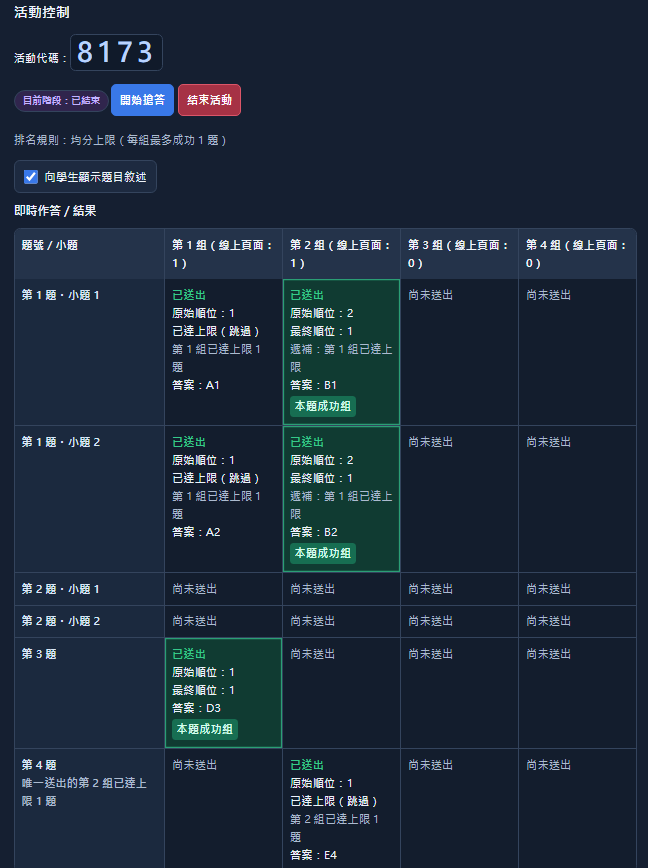 活動控制
活動代碼：8173
目前階段：已結束 開始搶答 結束活動
排名規則：均分上限（每組最多成功 1 題）
向學生顯示題目敘述
即時作答 / 結果
題號 / 小題 第 1 組（線上頁面：1） 第 2 組（線上頁面：1） 第 3 組（線上頁面：0） 第 4 組（線上頁面：0）
第 1 題・小題 1
已送出
原始順位：1
已達上限（跳過）
第 1 組已達上限 1
題
答案：A1
已送出
原始順位：2
最終順位：1
遞補：第 1 組已達上
限
答案：B1
本題成功組
尚未送出
尚未送出
第 1 題・小題 2
已送出
原始順位：1
已達上限（跳過）
第 1 組已達上限 1
題
答案：A2
已送出
原始順位：2
最終順位：1
遞補：第 1 組已達上
限
答案：B2
本題成功組
尚未送出
尚未送出
第 2 題・小題 1 尚未送出 尚未送出 尚未送出 尚未送出
第 2 題・小題 2 尚未送出 尚未送出 尚未送出 尚未送出
第 3 題
已送出
原始順位：1
最終順位：1
答案：D3
本題成功組
尚未送出
尚未送出
尚未送出
第 4 題
唯一送出的第 2 組已達上
限 1 題
尚未送出
已送出
原始順位：1
已達上限（跳過）
第 2 組已達上限 1
題
答案：E4
尚未送出
尚未送出